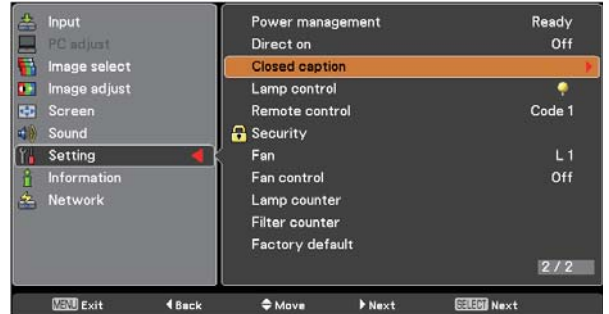 Input
PC adjust
Image select
Image adjust
Screen
Sound
Setting
Information
Network
Power management Ready
Direct on Off
Closed caption
Lamp control
Remote control Code 1
Security
Fan L 1
Fan control Off
Lamp counter
Filter counter
Factory default
2 / 2
MENU Exit Back Move Next SELECT Next